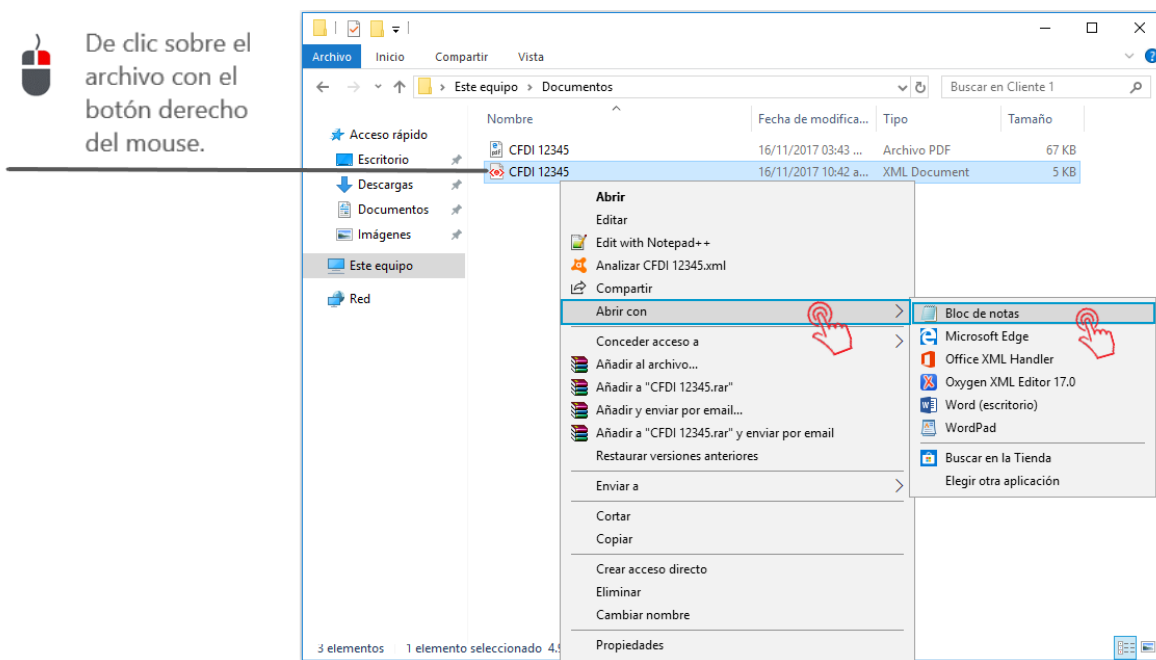 De clic sobre el
archivo con el
botón derecho
del mouse.
Archivo Inicio Compartir Vista
Este equipo > Documentos
Buscar en Cliente 1
Nombre Fecha de modifica... Tipo Tamaño
Acceso rápido
Escritorio
Descargas
Documentos
Imágenes
Este equipo
Red
CFDI 12345 16/11/2017 03:43 ... Archivo PDF 67 KB
CFDI 12345 16/11/2017 10:42 a... XML Document 5 KB
Abrir
Editar
Edit with Notepad++
Analizar CFDI 12345.xml
Compartir
Abrir con
Conceder acceso a
Añadir al archivo...
Añadir a "CFDI 12345.rar"
Añadir y enviar por email...
Añadir a "CFDI 12345.rar" y enviar por email
Restaurar versiones anteriores
Enviar a
Cortar
Copiar
Crear acceso directo
Eliminar
Cambiar nombre
Propiedades
Bloc de notas
Microsoft Edge
Office XML Handler
Oxygen XML Editor 17.0
Word (escritorio)
WordPad
Buscar en la Tienda
Elegir otra aplicación
3 elementos 1 elemento seleccionado